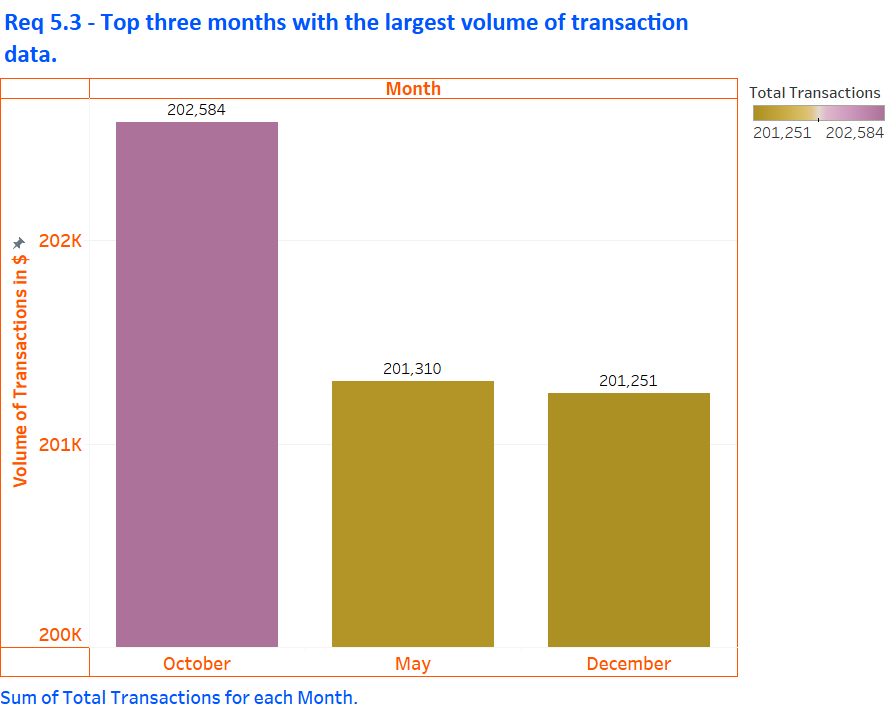 Req 5.3 - Top three months with the largest volume of transaction
data.
Month
Total Transactions
201,251 202,584
202,584
202K
201,310
201,251
201K
200K
Volume of Transactions in $
October May December
Sum of Total Transactions for each Month.